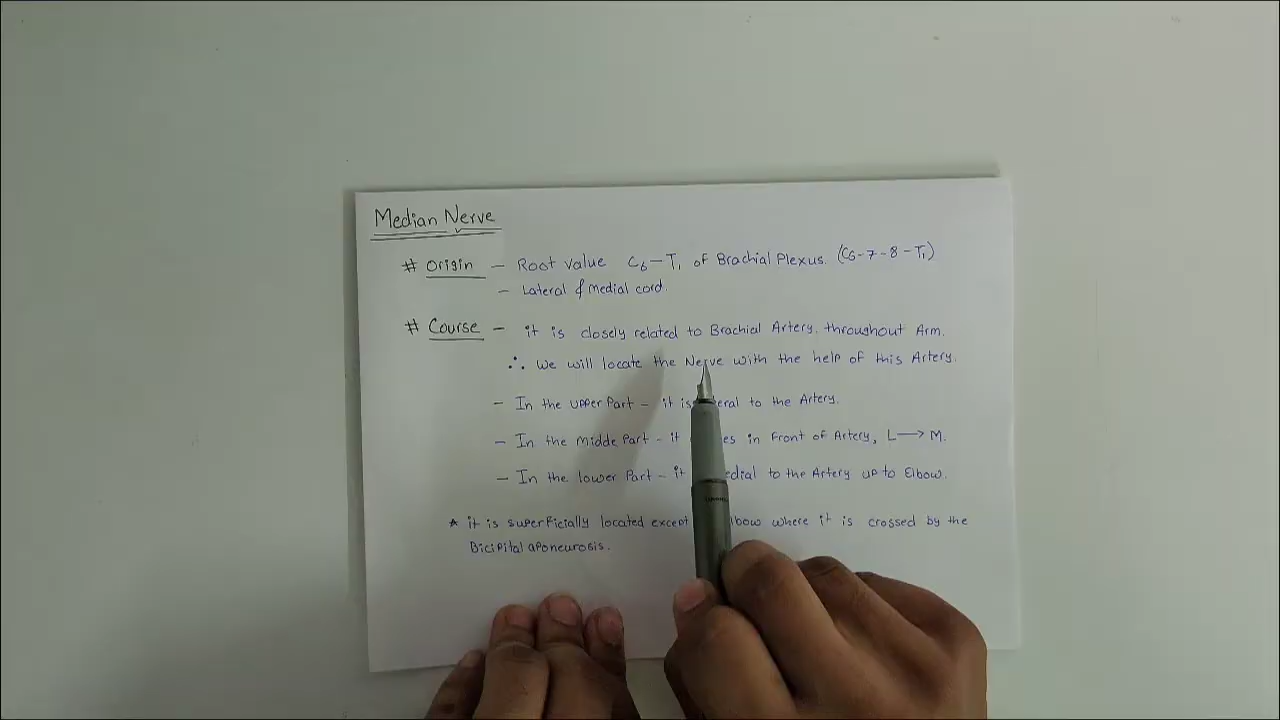 Median Nerve
# Origin - Root value C6-T1 of Brachial Plexus. (C6-7-8-T1)
- Lateral & Medial cord.
# Course - it is closely related to Brachial Artery. throughout Arm.
∴ We will locate the Nerve with the help of this Artery.
- In the upper Part - it is to the Artery.
- In the midde Part - it in Front of Artery, L → M.
- In the lower Part - it to the Artery up to Elbow.
* it is superficially located except where it is crossed by the
Bicipital aponeurosis.